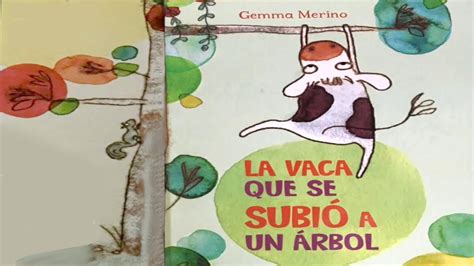 Gemma Merino
LA VACA
QUE SE
SUBIÓ A
UN ÁRBOL